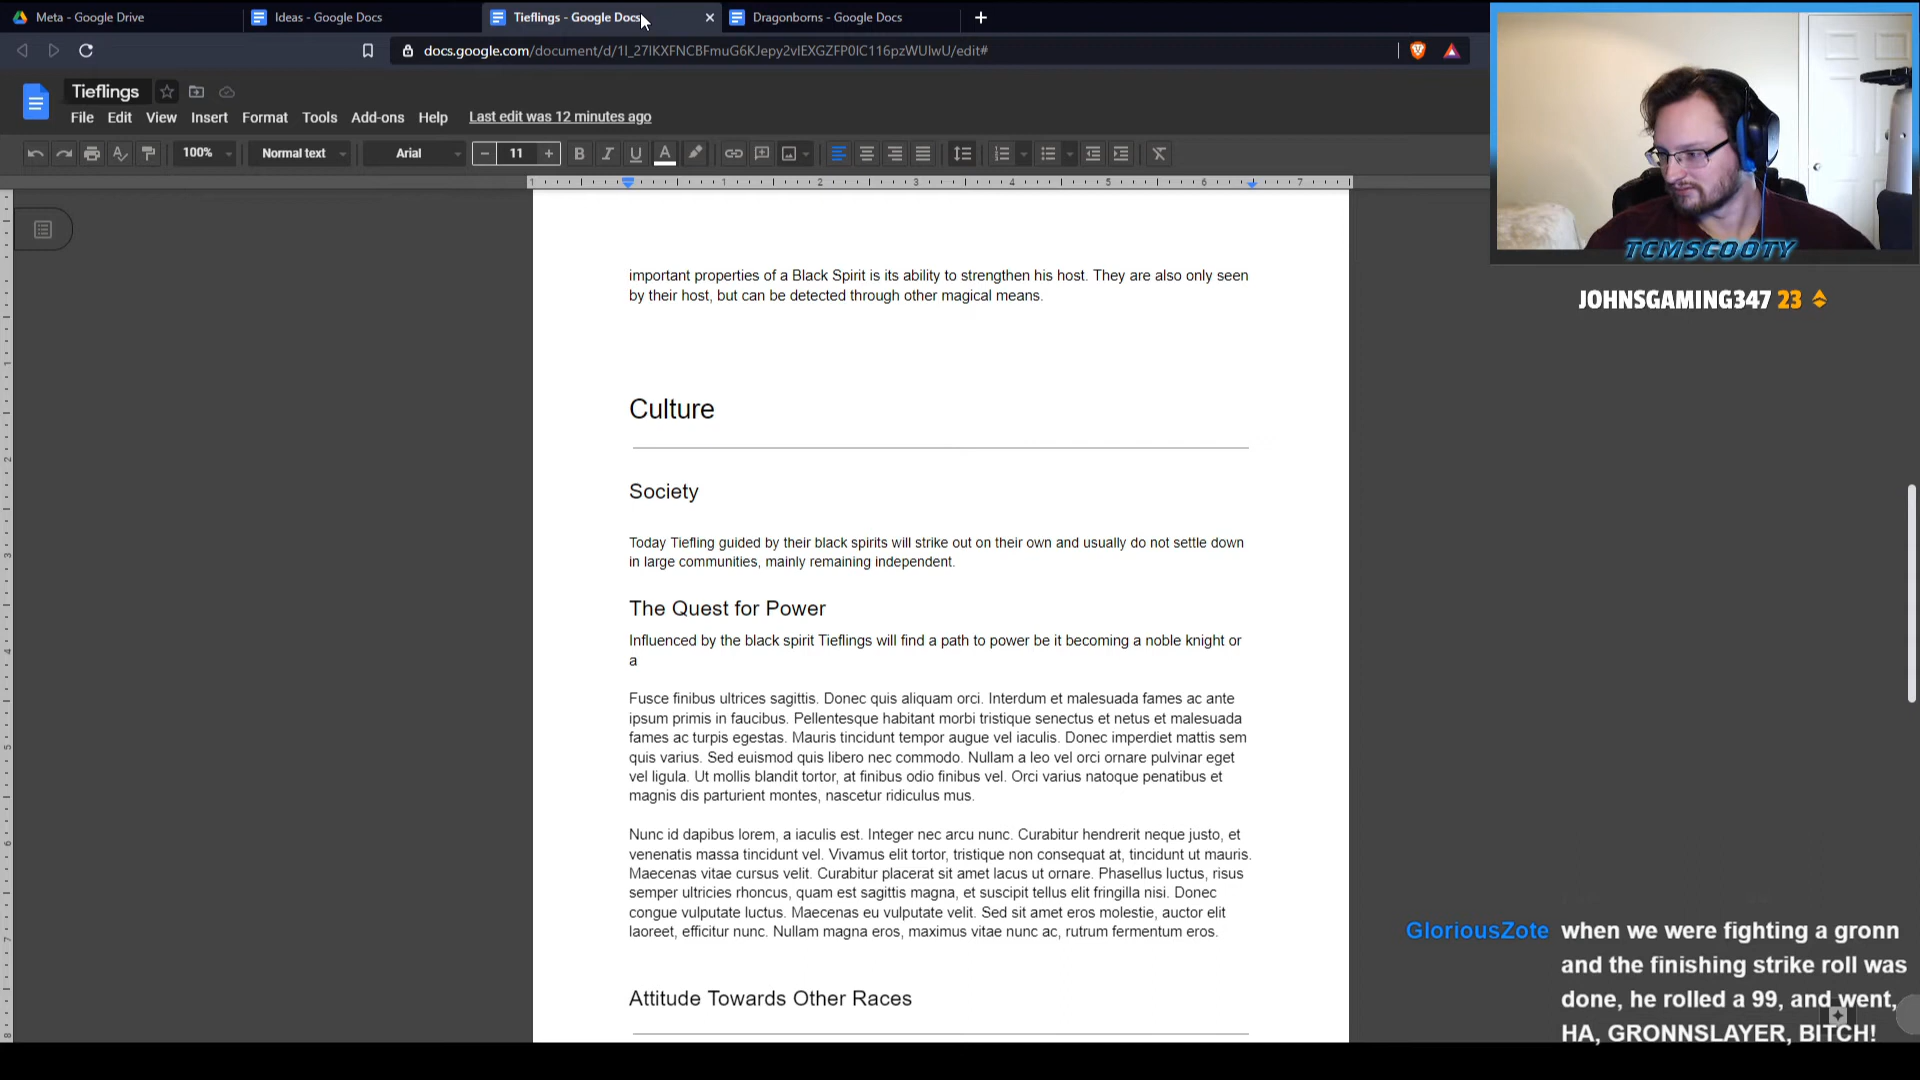 Meta - Google Drive
Ideas - Google Docs
Tieflings - Google Docs
Dragonborns - Google Docs
docs.google.com/document/d/1I_27IKXFNCBFmuG6KJepy2vIEXGZFP0IC116pzWUIwU/edit#
Tieflings
File Edit View Insert Format Tools Add-ons Help Last edit was 12 minutes ago
100% Normal text Arial 11
B I U A
1 1 2 3 4 5 6 7
important properties of a Black Spirit is its ability to strengthen his host. They are also only seen
by their host, but can be detected through other magical means.
Culture
Society
Today Tiefling guided by their black spirits will strike out on their own and usually do not settle down
in large communities, mainly remaining independent.
The Quest for Power
Influenced by the black spirit Tieflings will find a path to power be it becoming a noble knight or
a
Fusce finibus ultrices sagittis. Donec quis aliquam orci. Interdum et malesuada fames ac ante
ipsum primis in faucibus. Pellentesque habitant morbi tristique senectus et netus et malesuada
fames ac turpis egestas. Mauris tincidunt tempor augue vel iaculis. Donec imperdiet mattis sem
quis varius. Sed euismod quis libero nec commodo. Nullam a leo vel orci ornare pulvinar eget
vel ligula. Ut mollis blandit tortor, at finibus odio finibus vel. Orci varius natoque penatibus et
magnis dis parturient montes, nascetur ridiculus mus.
Nunc id dapibus lorem, a iaculis est. Integer nec arcu nunc. Curabitur hendrerit neque justo, et
venenatis massa tincidunt vel. Vivamus elit tortor, tristique non consequat at, tincidunt ut mauris.
Maecenas vitae cursus velit. Curabitur placerat sit amet lacus ut ornare. Phasellus luctus, risus
semper ultricies rhoncus, quam est sagittis magna, et suscipit tellus elit fringilla nisi. Donec
congue vulputate luctus. Maecenas eu vulputate velit. Sed sit amet eros molestie, auctor elit
laoreet, efficitur nunc. Nullam magna eros, maximus vitae nunc ac, rutrum fermentum eros.
Attitude Towards Other Races
TCMSCOOTY
JOHNSGAMING347 23
GloriousZote when we were fighting a gronn
and the finishing strike roll was
done, he rolled a 99, and went,
HA, GRONNSLAYER, BITCH!